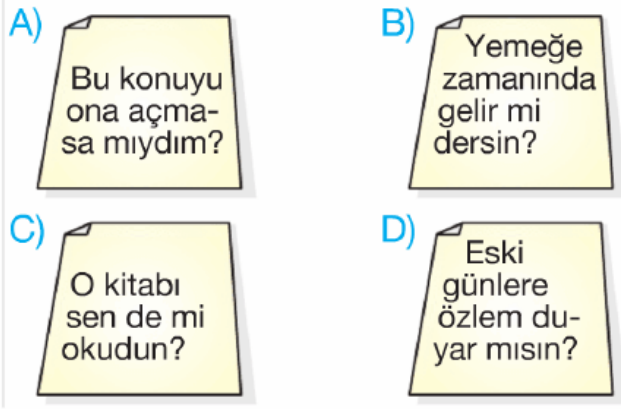 A)
Bu konuyu
ona açma-
sa mıydım?
B)
Yemeğe
zamanında
gelir mi
dersin?
C)
O kitabı
sen de mi
okudun?
D)
Eski
günlere
özlem du-
yar mısın?